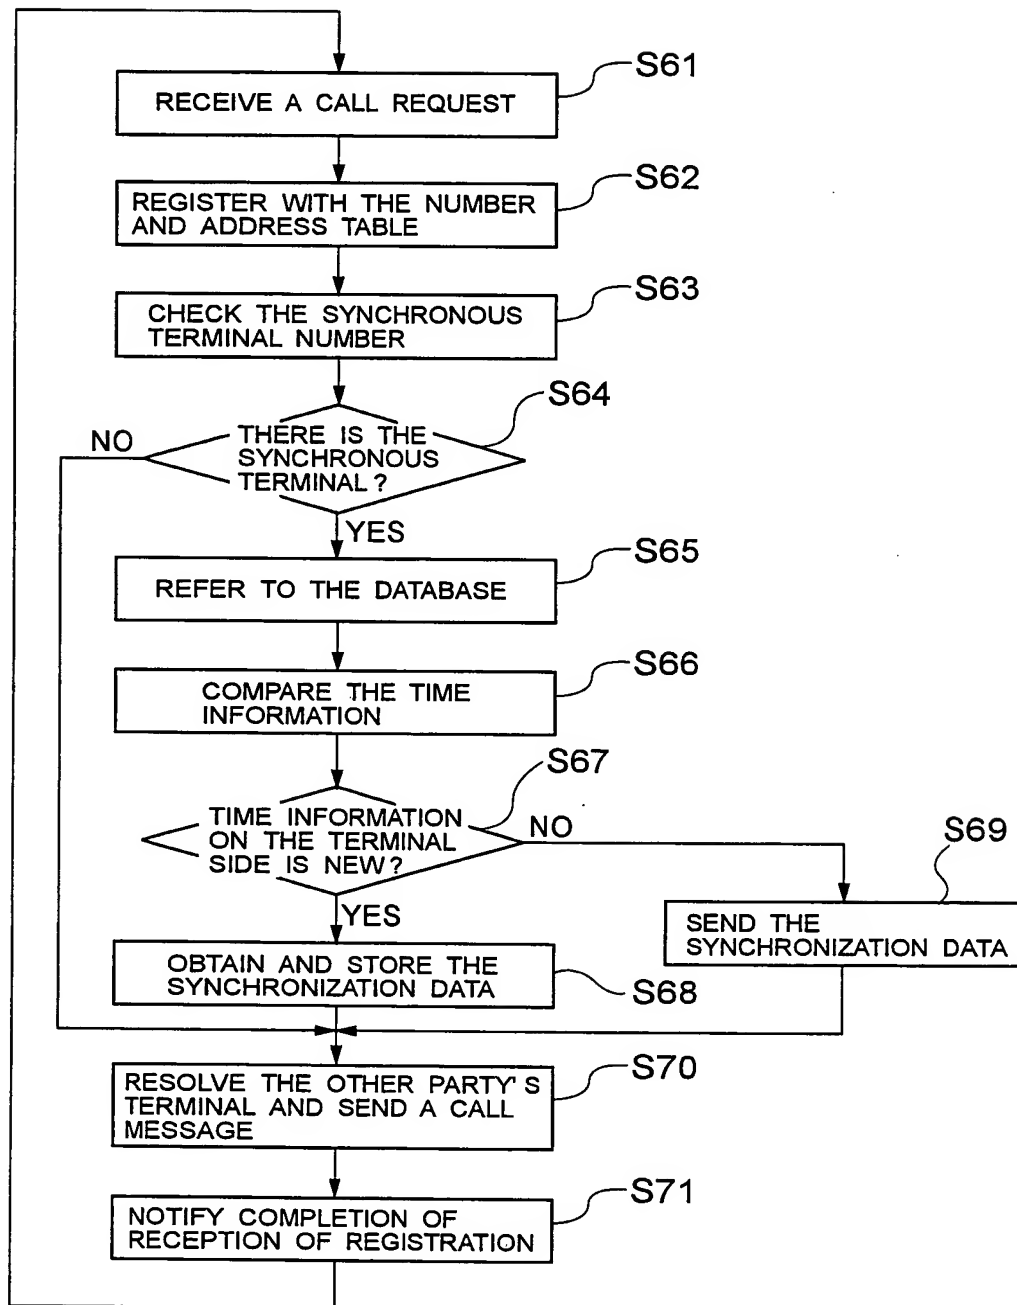 S61
RECEIVE A CALL REQUEST
S62
REGISTER WITH THE NUMBER
AND ADDRESS TABLE
S63
CHECK THE SYNCHRONOUS
TERMINAL NUMBER
S64
NO
THERE IS THE
SYNCHRONOUS
TERMINAL?
YES
S65
REFER TO THE DATABASE
S66
COMPARE THE TIME
INFORMATION
S67
TIME INFORMATION
ON THE TERMINAL
SIDE IS NEW?
NO
S69
YES
SEND THE
SYNCHRONIZATION DATA
OBTAIN AND STORE THE
SYNCHRONIZATION DATA
S68
S70
RESOLVE THE OTHER PARTY'S
TERMINAL AND SEND A CALL
MESSAGE
S71
NOTIFY COMPLETION OF
RECEPTION OF REGISTRATION